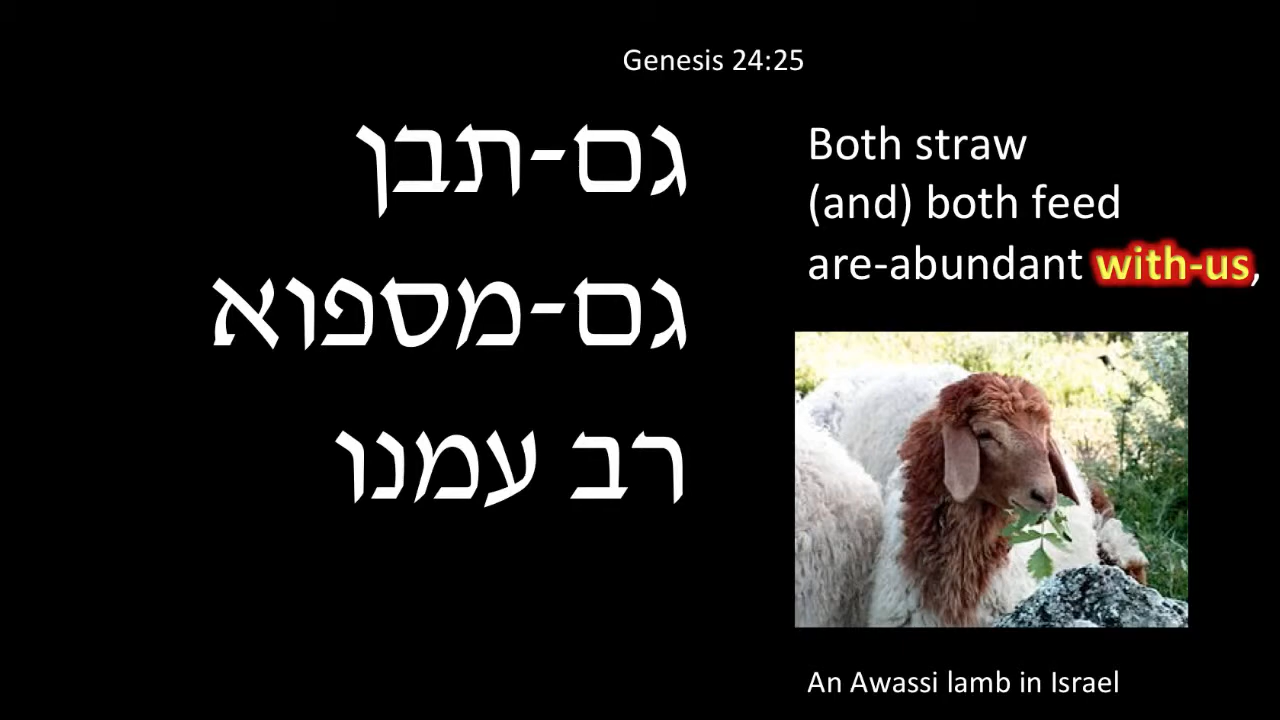 Genesis 24:25
גם-תבן
גם-מספוא
רב עמנו
Both straw
(and) both feed
are-abundant with-us,
An Awassi lamb in Israel